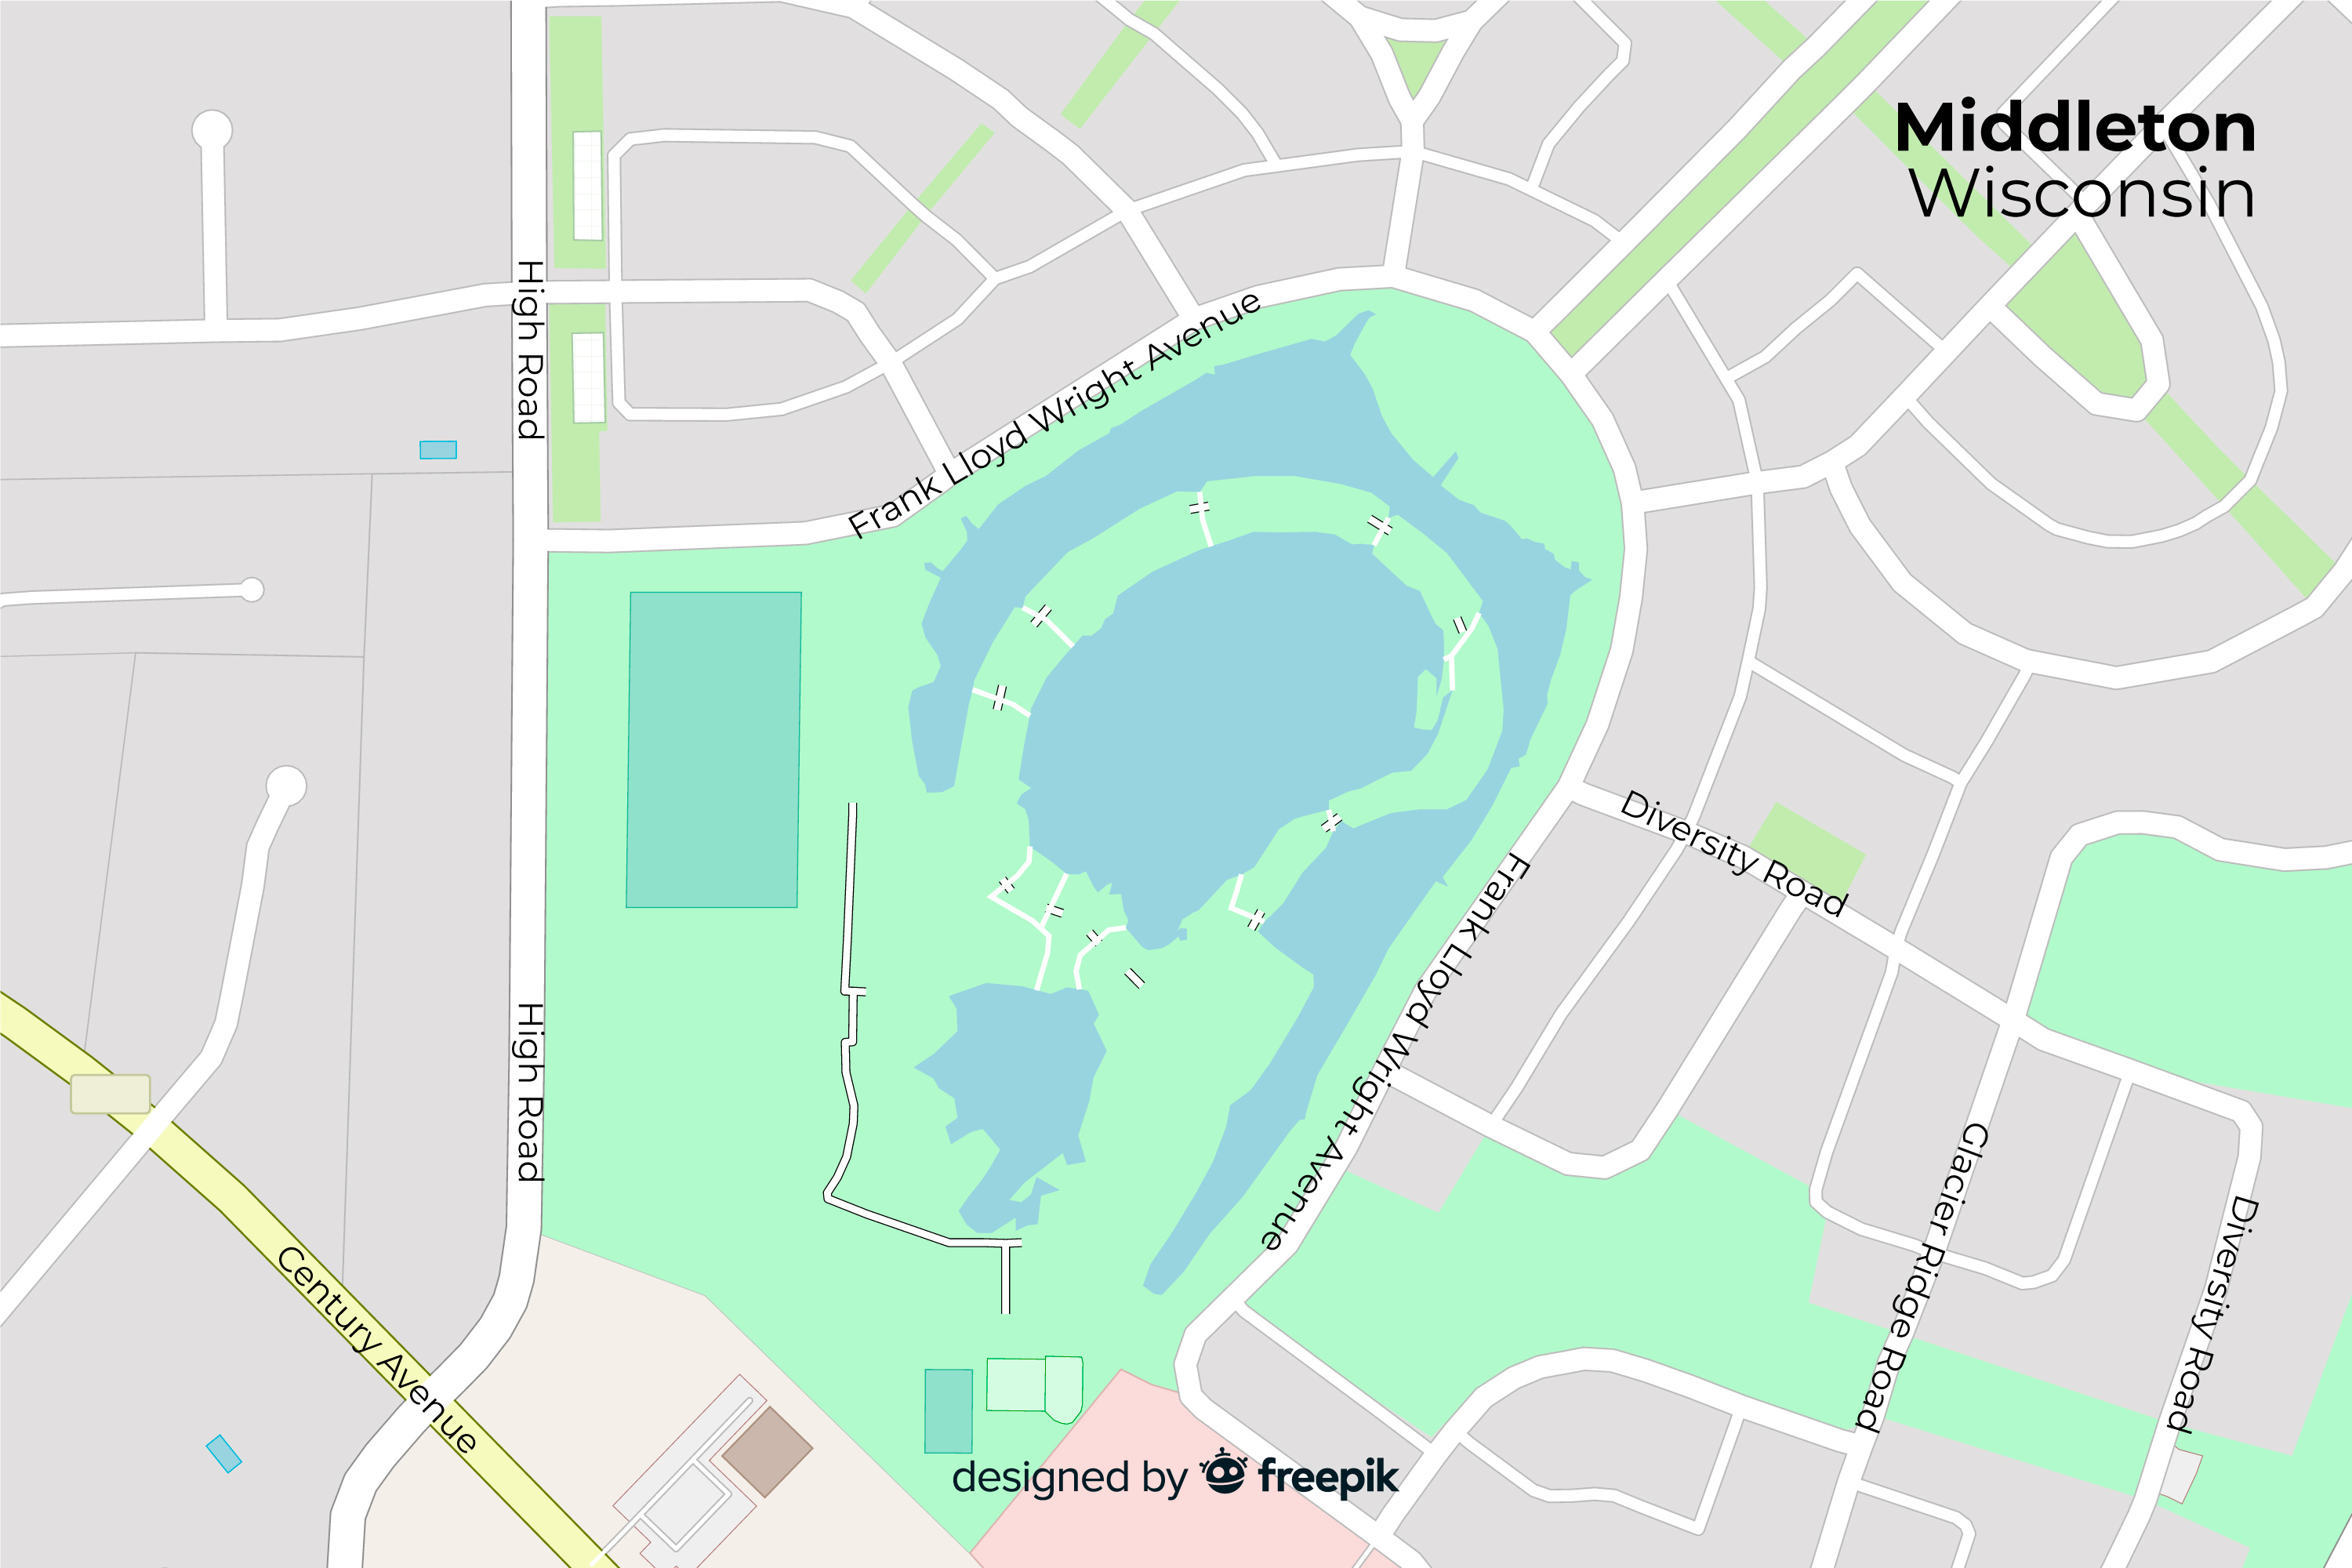 Middleton
Wisconsin
High Road
Frank Lloyd Wright Avenue
Diversity Road
Frank Lloyd Wright Avenue
High Road
Glacier Ridge Road
Diversity Road
Century Avenue
designed by freepik